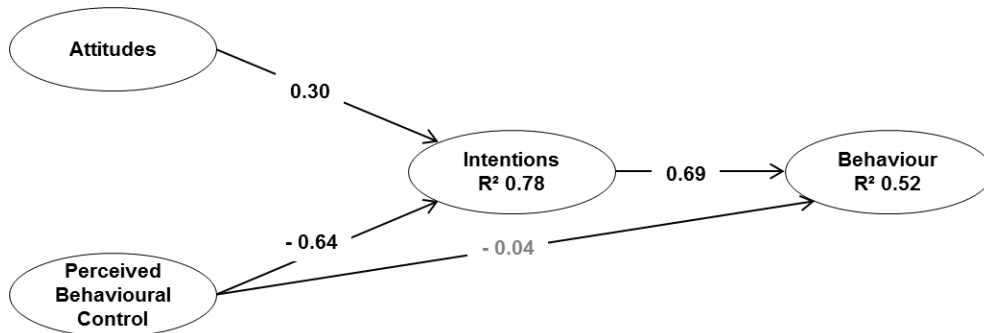 Attitudes
0.30
Intentions
R² 0.78
0.69
Behaviour
R² 0.52
- 0.64
- 0.04
Perceived
Behavioural
Control